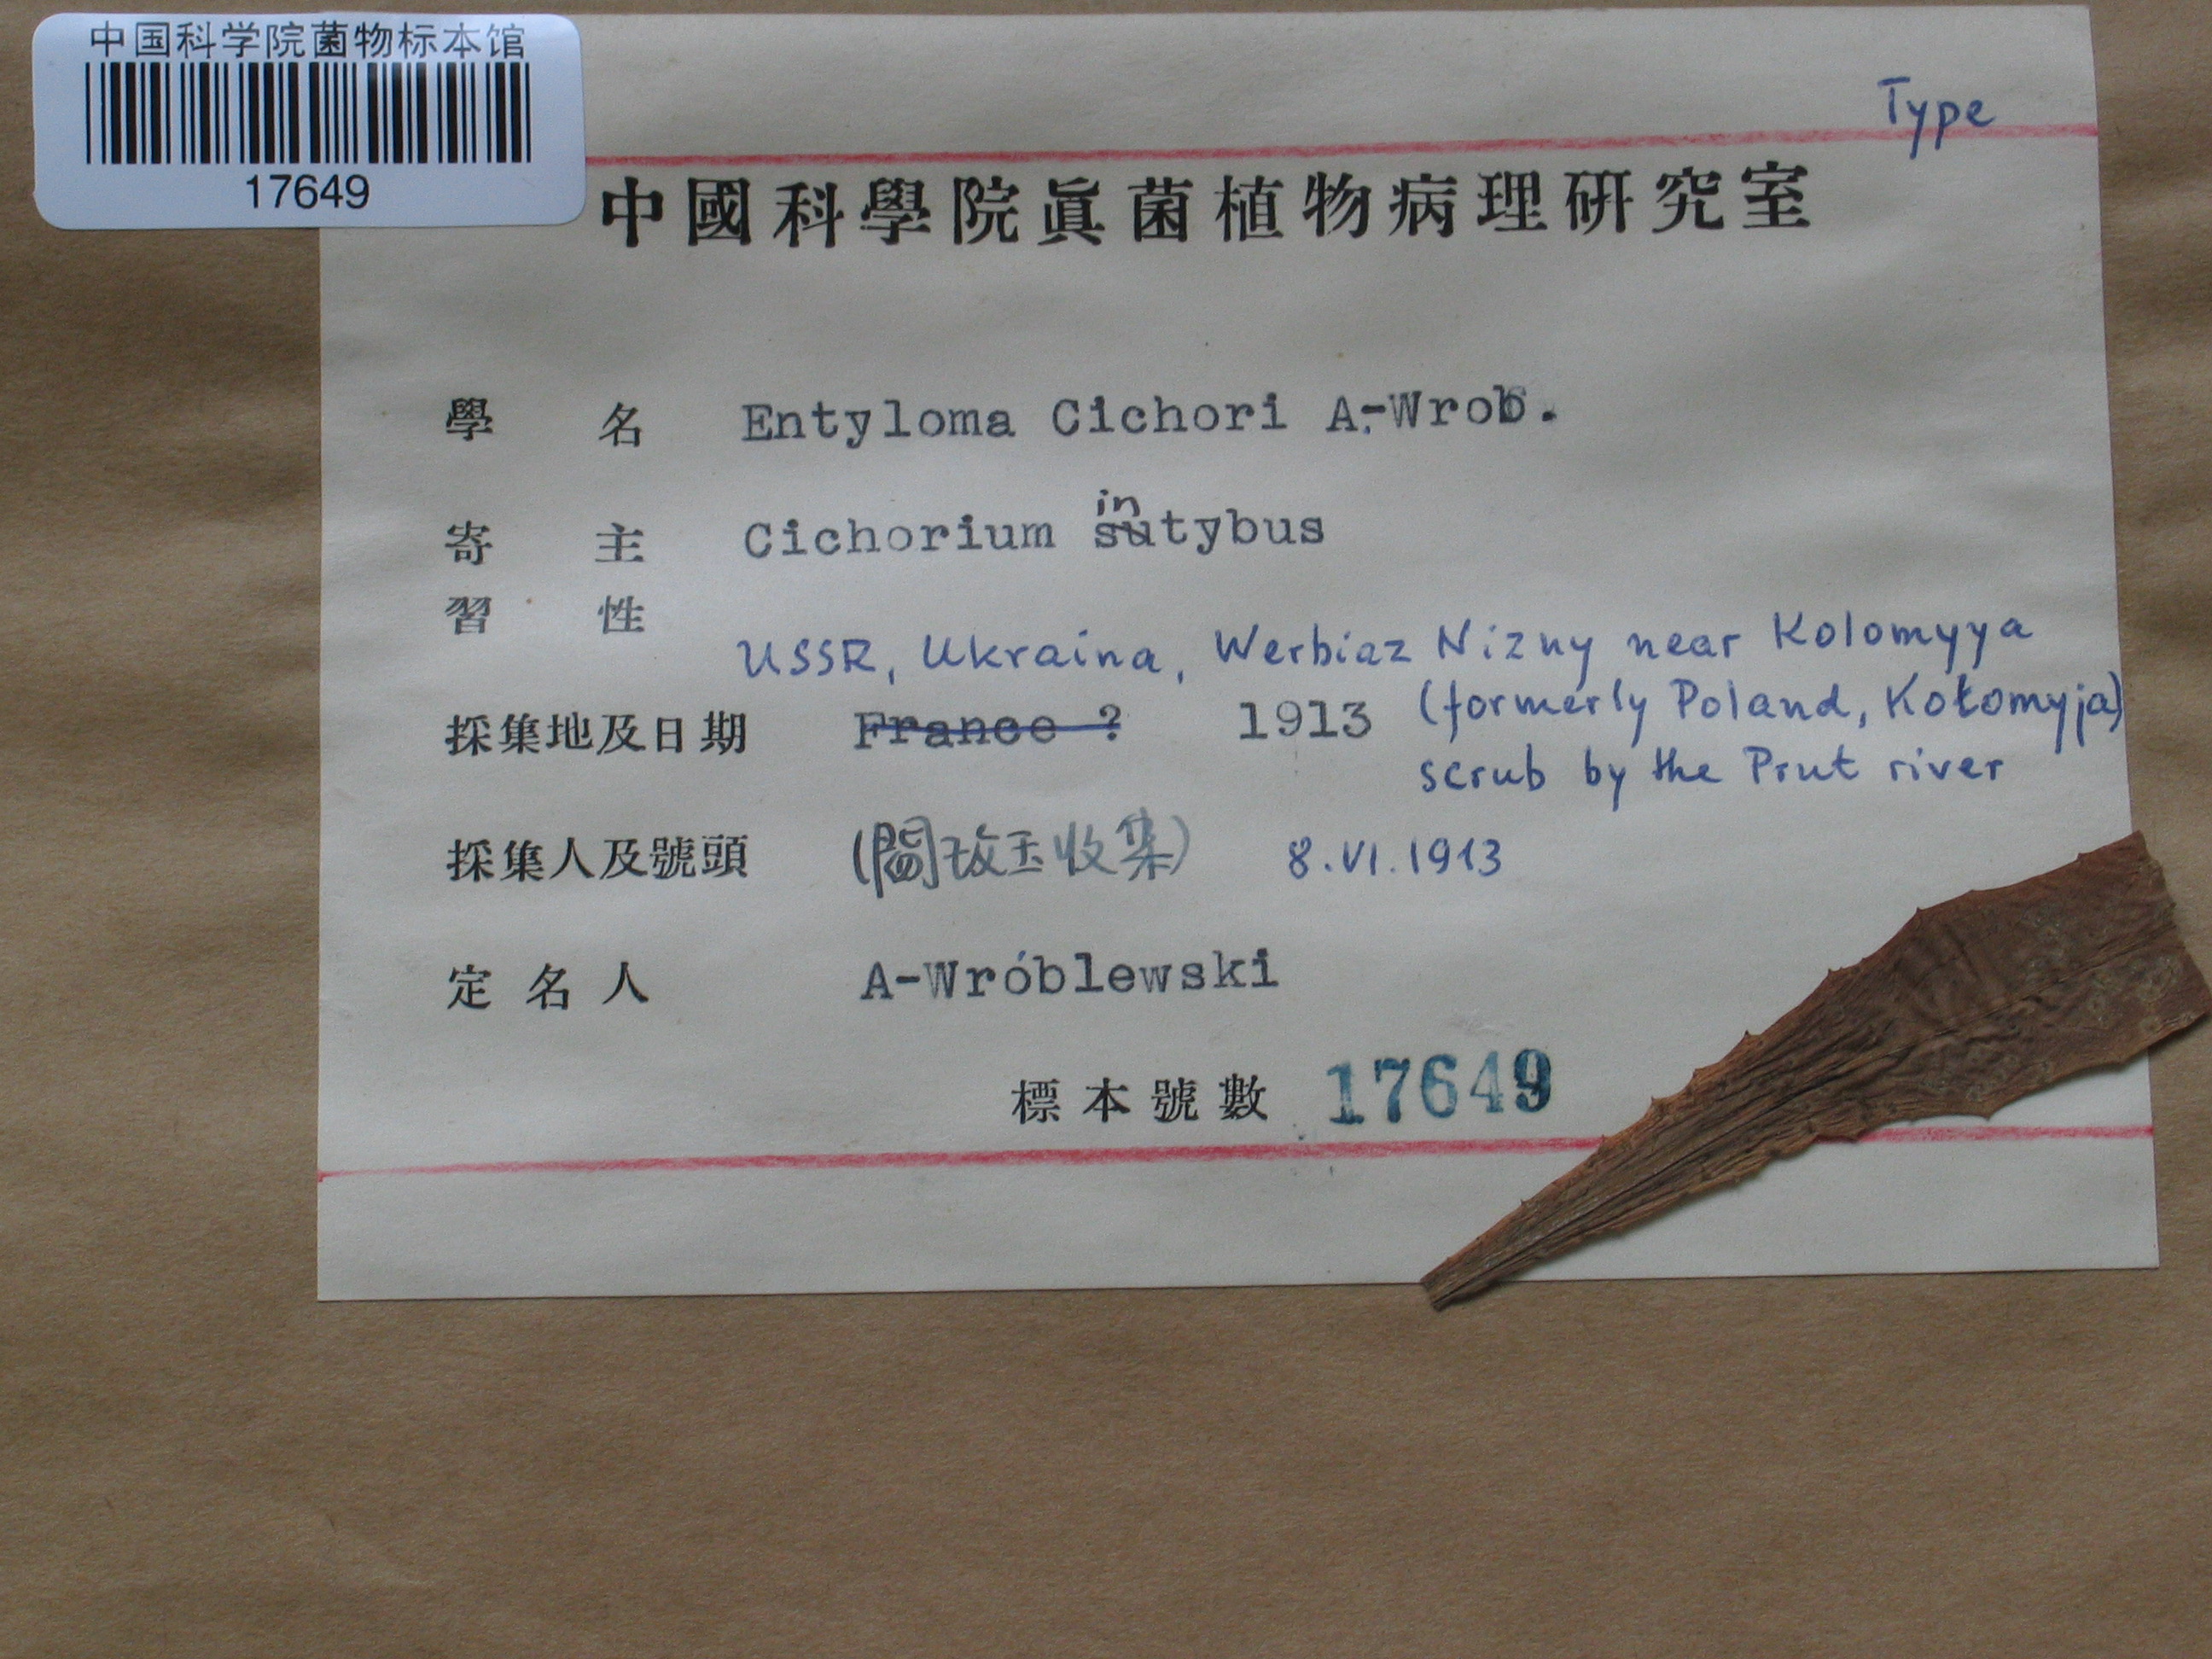 中国科学院菌物标本馆
17649
Type
中國科學院眞菌植物病理研究室
學名 Entyloma Cichori A.-Wrob.
寄主 Cichorium in sutybus
習性
USSR, Ukraina, Werbiaz Nizny near Kolomyya
採集地及日期 France ? 1913 (formerly Poland, Kołomyja)
scrub by the Prut river
採集人及號頭 (閻玫玉收集) 8.VI.1913
定名人 A-Wróblewski
標本號數 17649